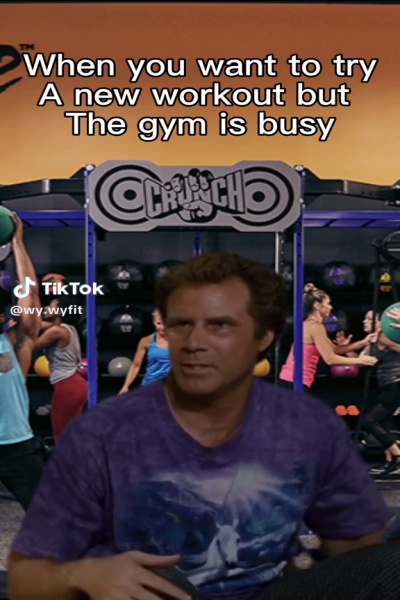 When you want to try
A new workout but
The gym is busy
CRUNCH
TikTok
@wy.wyfit